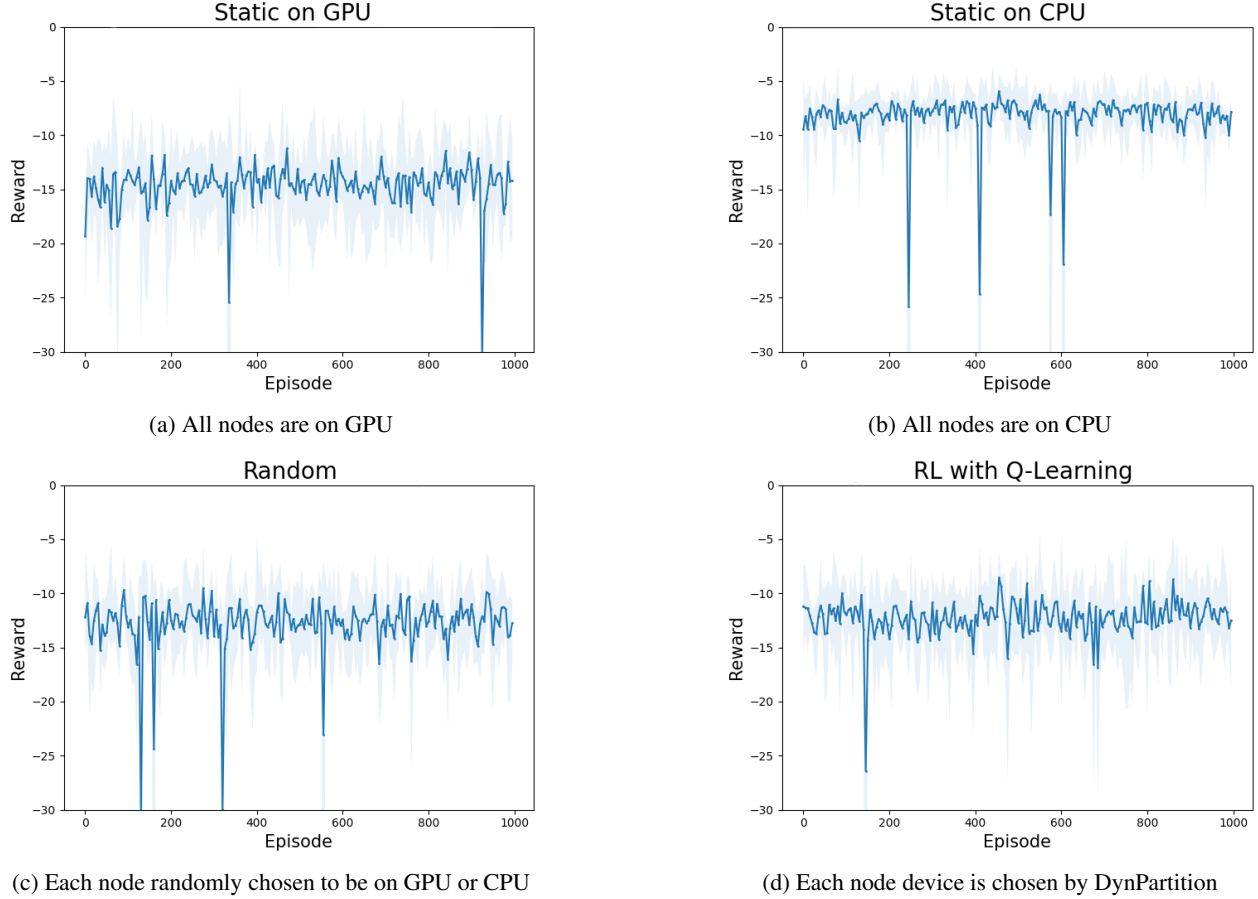 Static on GPU
0
−5
−10
−15
−20
−25
−30
Reward
0 200 400 600 800 1000
Episode
(a) All nodes are on GPU
Static on CPU
0
−5
−10
−15
−20
−25
−30
Reward
0 200 400 600 800 1000
Episode
(b) All nodes are on CPU
Random
0
−5
−10
−15
−20
−25
−30
Reward
0 200 400 600 800 1000
Episode
(c) Each node randomly chosen to be on GPU or CPU
RL with Q-Learning
0
−5
−10
−15
−20
−25
−30
Reward
0 200 400 600 800 1000
Episode
(d) Each node device is chosen by DynPartition